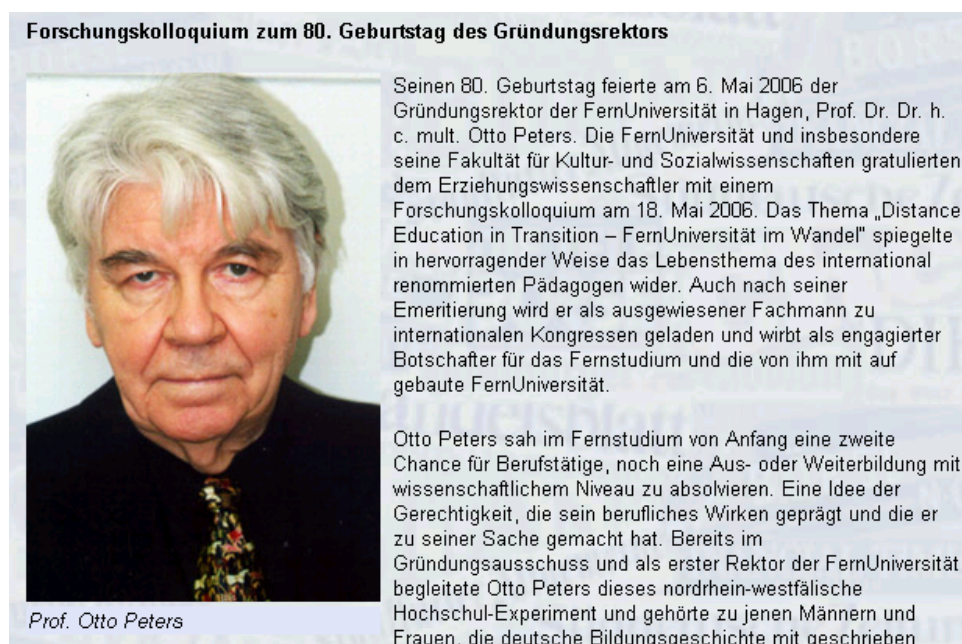 Forschungskolloquium zum 80. Geburtstag des Gründungsrektors
Seinen 80. Geburtstag feierte am 6. Mai 2006 der
Gründungsrektor der FernUniversität in Hagen, Prof. Dr. Dr. h.
c. mult. Otto Peters. Die FernUniversität und insbesondere
seine Fakultät für Kultur- und Sozialwissenschaften gratulierten
dem Erziehungswissenschaftler mit einem
Forschungskolloquium am 18. Mai 2006. Das Thema „Distance
Education in Transition – FernUniversität im Wandel" spiegelte
in hervorragender Weise das Lebensthema des international
renommierten Pädagogen wider. Auch nach seiner
Emeritierung wird er als ausgewiesener Fachmann zu
internationalen Kongressen geladen und wirbt als engagierter
Botschafter für das Fernstudium und die von ihm mit auf
gebaute FernUniversität.
Otto Peters sah im Fernstudium von Anfang eine zweite
Chance für Berufstätige, noch eine Aus- oder Weiterbildung mit
wissenschaftlichem Niveau zu absolvieren. Eine Idee der
Gerechtigkeit, die sein berufliches Wirken geprägt und die er
zu seiner Sache gemacht hat. Bereits im
Gründungsausschuss und als erster Rektor der FernUniversität
begleitete Otto Peters dieses nordrhein-westfälische
Hochschul-Experiment und gehörte zu jenen Männern und
Frauen, die deutsche Bildungsgeschichte mit geschrieben
Prof. Otto Peters